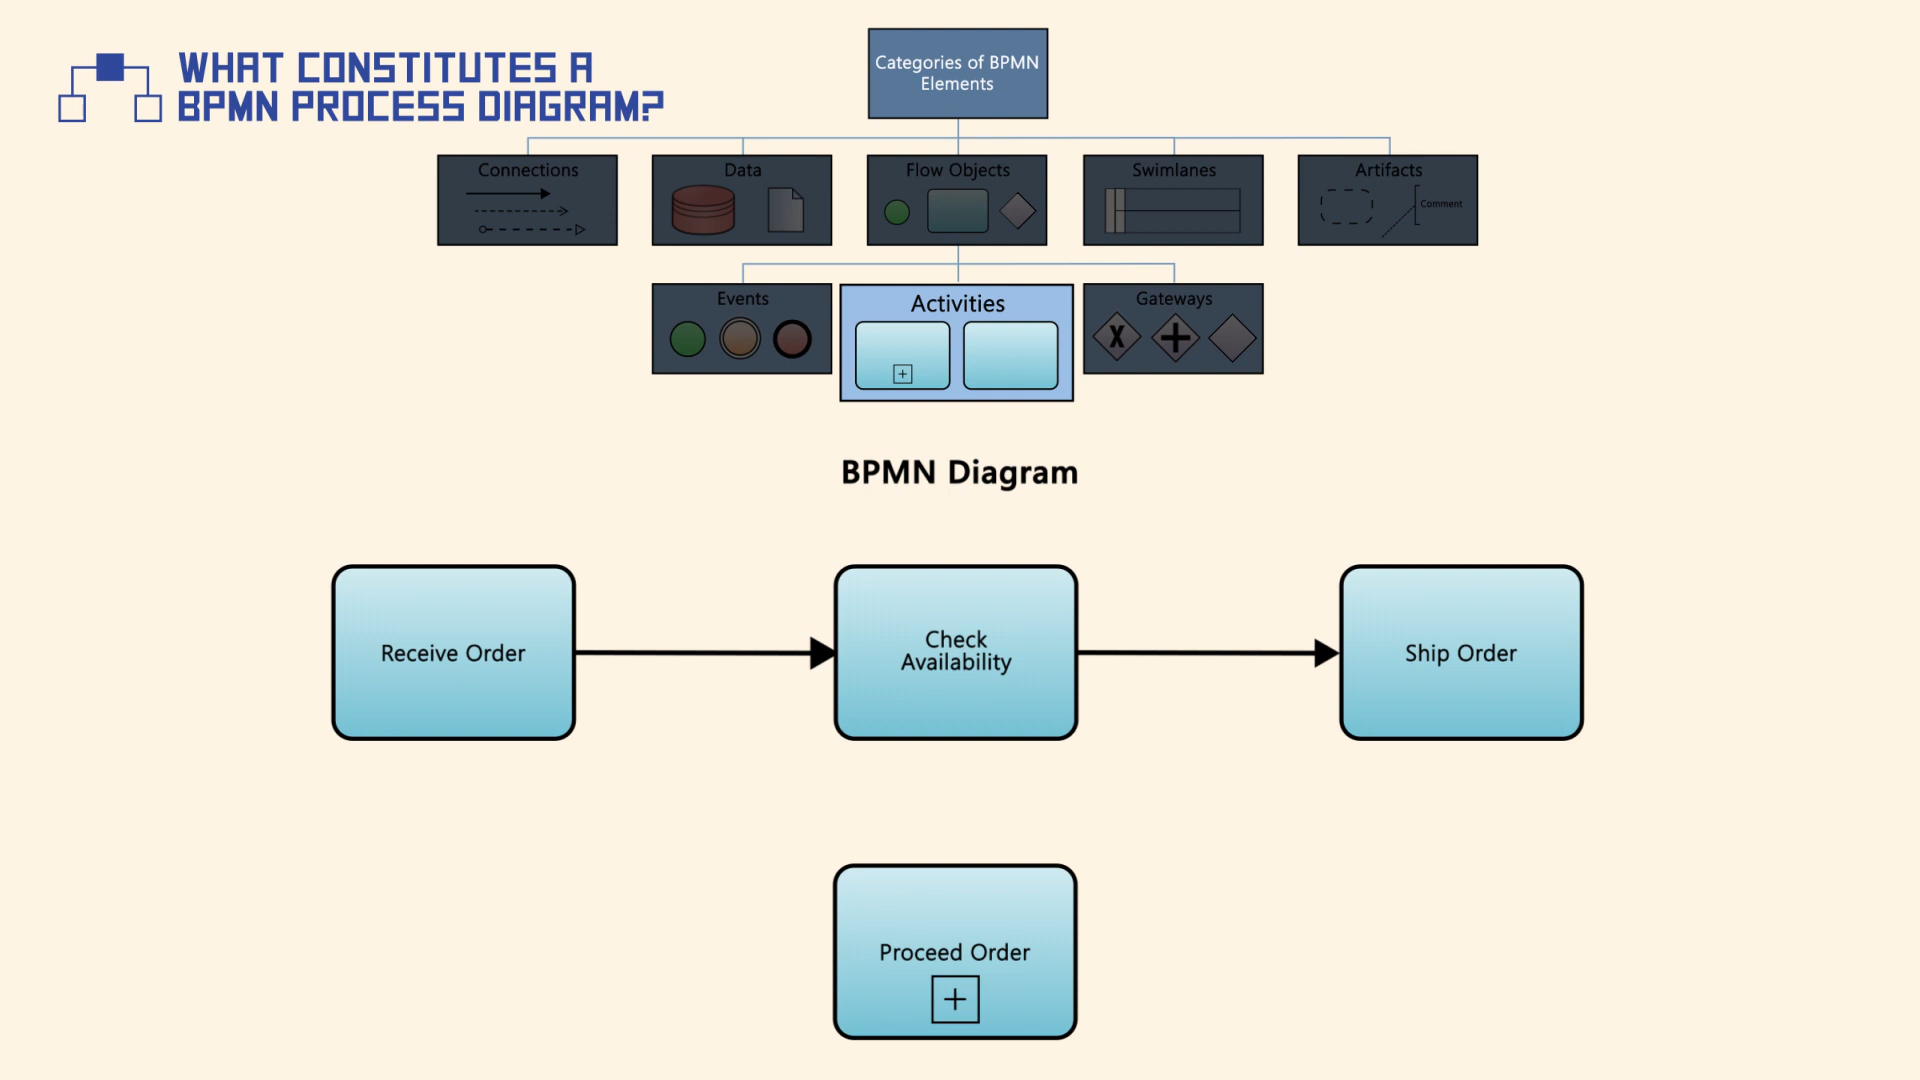 WHAT CONSTITUTES A
BPMN PROCESS DIAGRAM?
Categories of BPMN
Elements
Connections
Data
Flow Objects
Swimlanes
Artifacts
Comment
Events
Activities
Gateways
X
BPMN Diagram
Receive Order
Check
Availability
Ship Order
Proceed Order